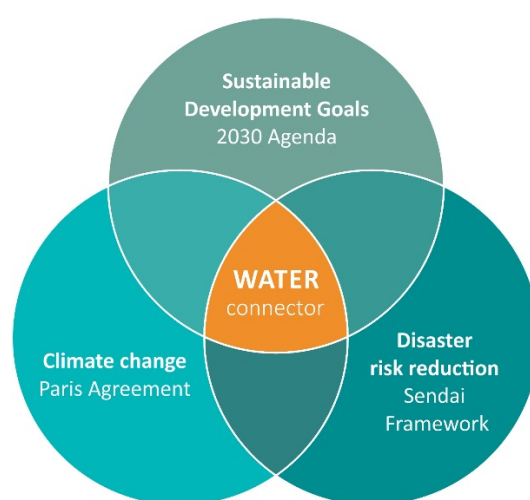 Sustainable
Development Goals
2030 Agenda
WATER
connector
Climate change
Paris Agreement
Disaster
risk reduction
Sendai
Framework